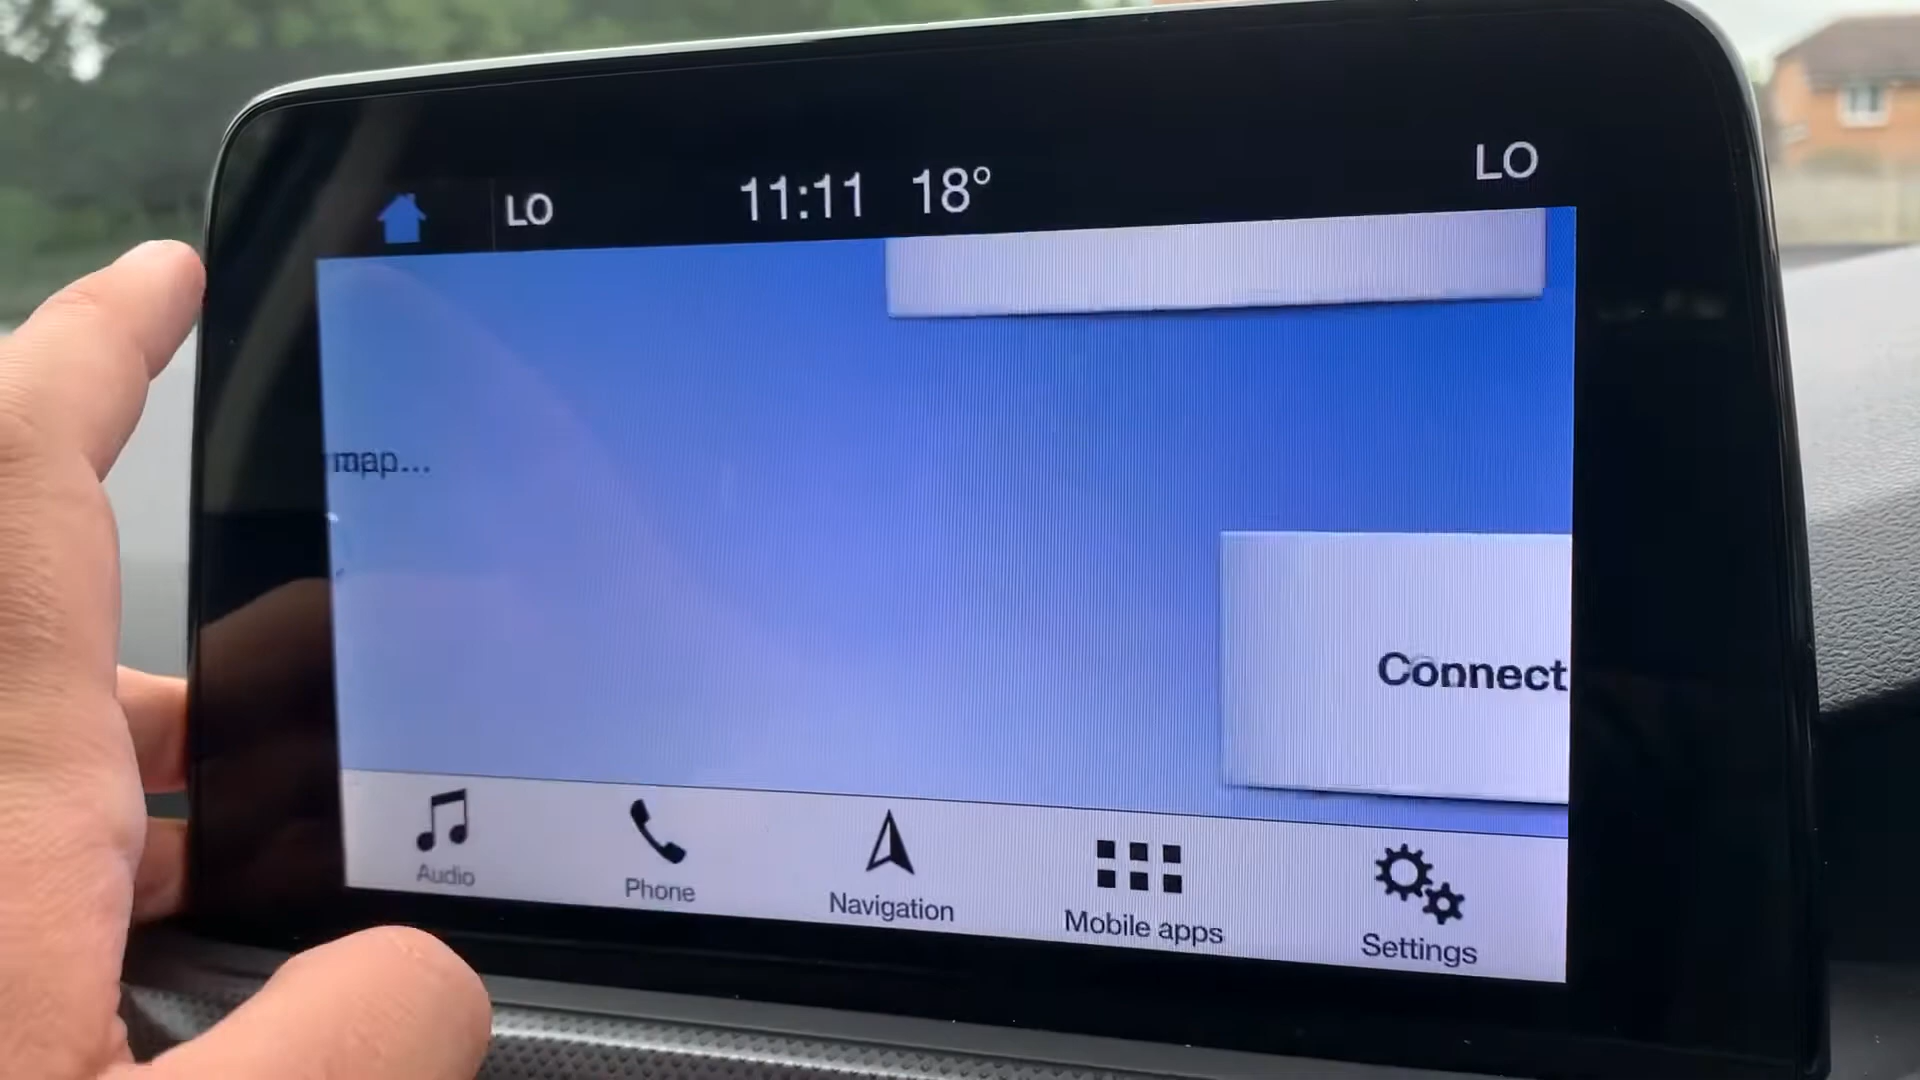 LO 11:11 18° LO
map...
Connect
Audio
Phone
Navigation
Mobile apps
Settings